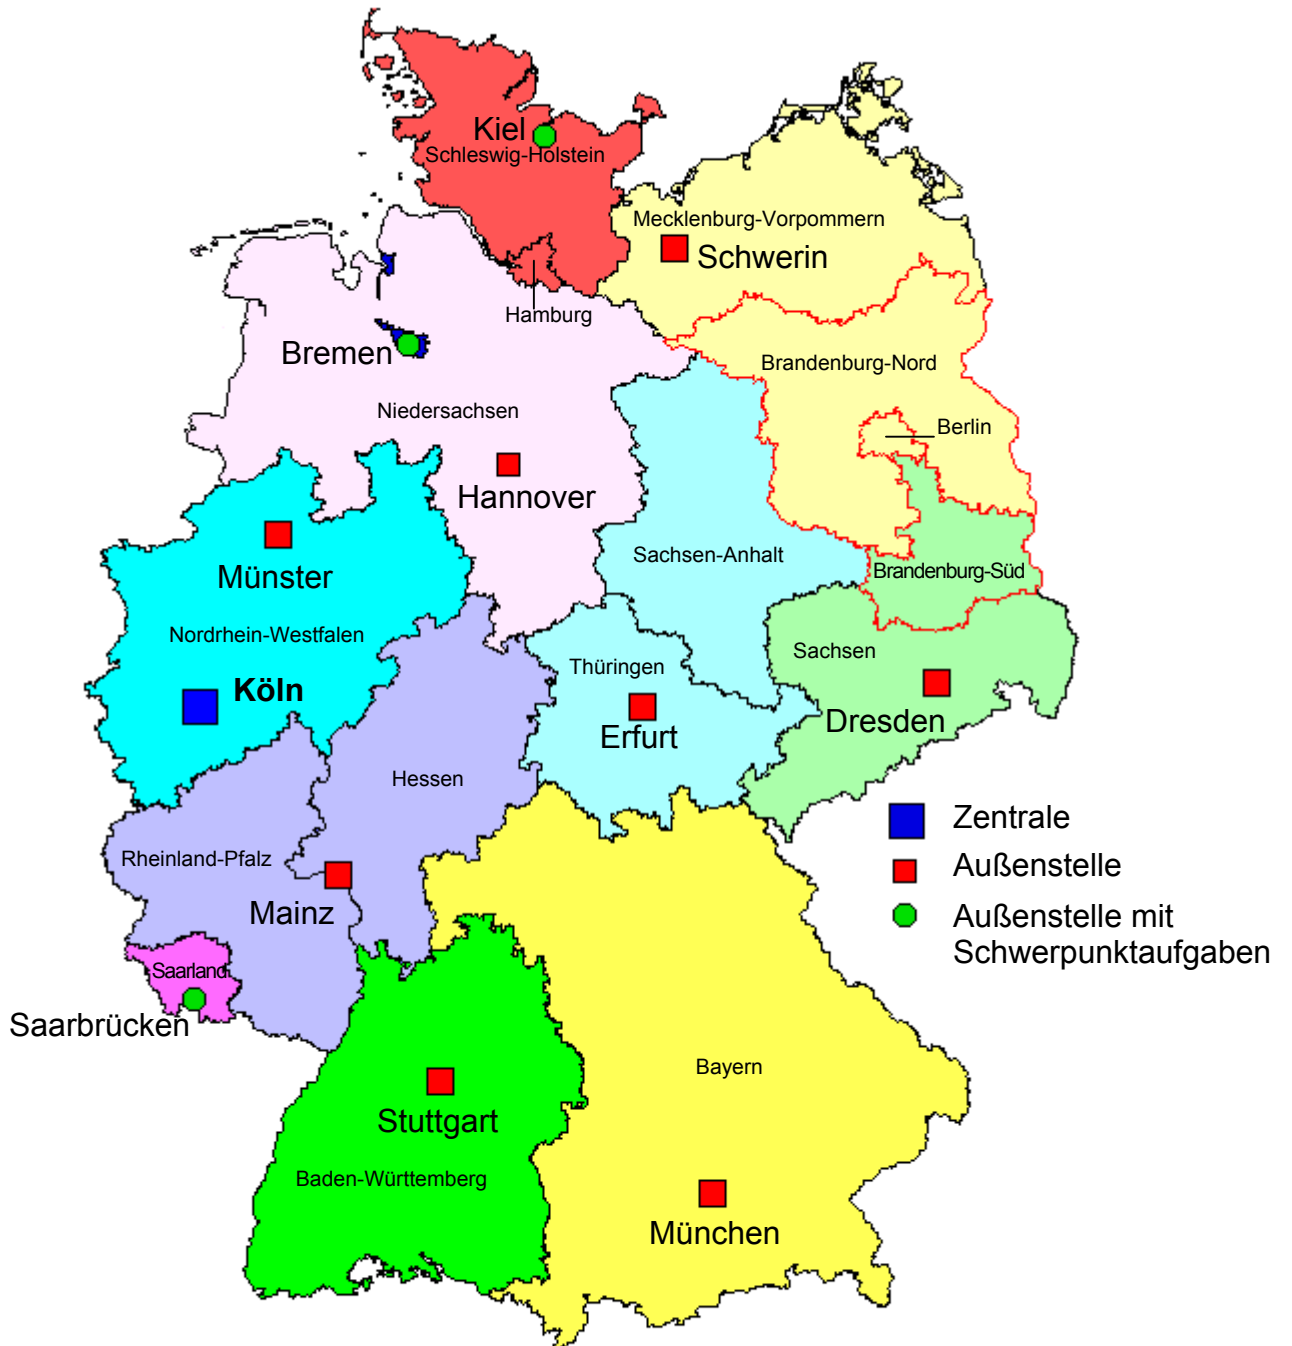 Kiel
Schleswig-Holstein
Mecklenburg-Vorpommern
Schwerin
Hamburg
Bremen
Brandenburg-Nord
Niedersachsen
Berlin
Hannover
Sachsen-Anhalt
Münster
Brandenburg-Süd
Nordrhein-Westfalen
Sachsen
Thüringen
Köln
Dresden
Erfurt
Hessen
Zentrale
Rheinland-Pfalz
Außenstelle
Mainz
Außenstelle mit
Schwerpunktaufgaben
Saarland
Saarbrücken
Bayern
Stuttgart
Baden-Württemberg
München